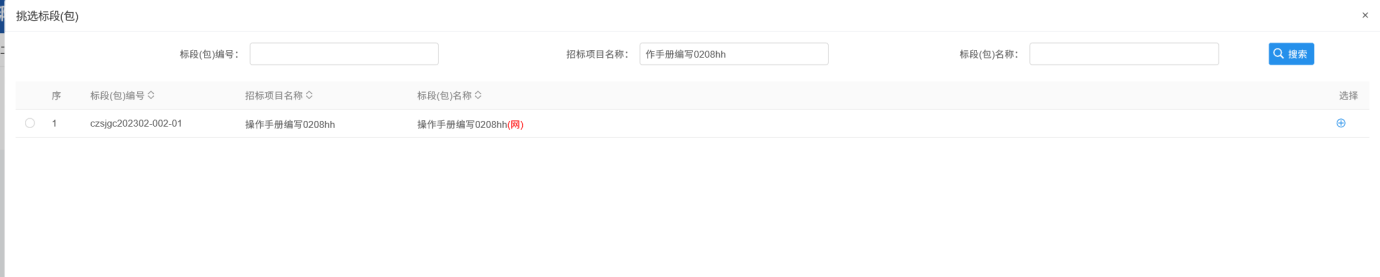 挑选标段(包)
×
标段(包)编号：
招标项目名称： 作手册编写0208hh
标段(包)名称：
搜索
序 标段(包)编号 招标项目名称 标段(包)名称 选择
1 czsjgc202302-002-01 操作手册编写0208hh 操作手册编写0208hh(网)